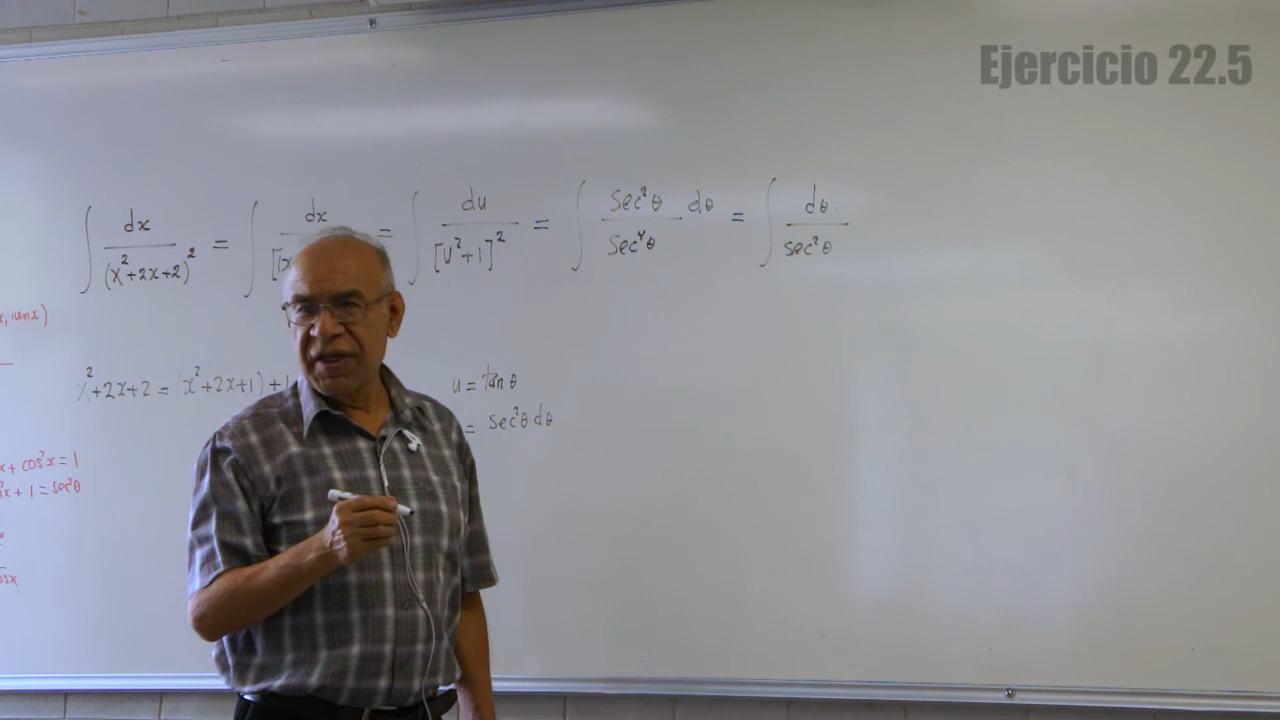 Ejercicio 22.5
∫ dx / (x²+2x+2)² = ∫ dx / [(x = ∫ du / [u²+1]² = ∫ sec²θ / sec⁴θ dθ = ∫ dθ / sec²θ
x, senx)
x²+2x+2 = (x²+2x+1)+1
u = tan θ
= sec²θ dθ
x + cos²x = 1
x + 1 = sec²θ
osx